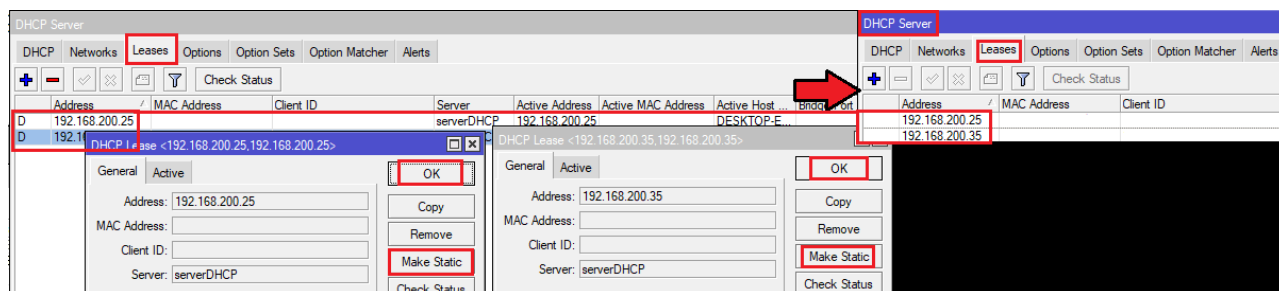 DHCP Server
DHCP Networks Leases Options Option Sets Option Matcher Alerts
Check Status
Address MAC Address Client ID Server Active Address Active MAC Address Active Host ... Port
D 192.168.200.25 serverDHCP 192.168.200.25 DESKTOP-E...
D
DHCP Lease <192.168.200.25,192.168.200.25>
General Active
OK
Address: 192.168.200.25
Copy
MAC Address:
Remove
Client ID:
Make Static
Server: serverDHCP
Check Status
DHCP Lease <192.168.200.35,192.168.200.35>
General Active
OK
Address: 192.168.200.35
Copy
MAC Address:
Remove
Client ID:
Make Static
Server: serverDHCP
Check Status
DHCP Server
DHCP Networks Leases Options Option Sets Option Matcher Alerts
Check Status
Address MAC Address Client ID
192.168.200.25
192.168.200.35